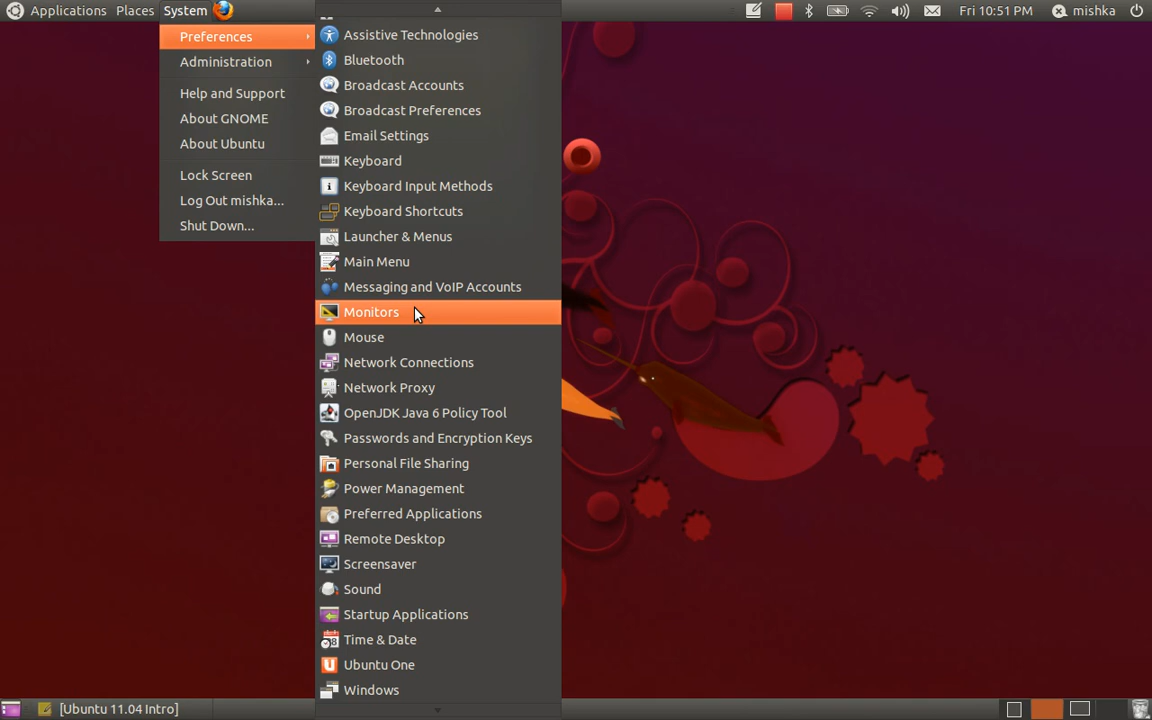 Applications Places System Fri 10:51 PM mishka
Preferences
Administration
Help and Support
About GNOME
About Ubuntu
Lock Screen
Log Out mishka...
Shut Down...
Assistive Technologies
Bluetooth
Broadcast Accounts
Broadcast Preferences
Email Settings
Keyboard
Keyboard Input Methods
Keyboard Shortcuts
Launcher & Menus
Main Menu
Messaging and VoIP Accounts
Monitors
Mouse
Network Connections
Network Proxy
OpenJDK Java 6 Policy Tool
Passwords and Encryption Keys
Personal File Sharing
Power Management
Preferred Applications
Remote Desktop
Screensaver
Sound
Startup Applications
Time & Date
Ubuntu One
Windows
[Ubuntu 11.04 Intro]